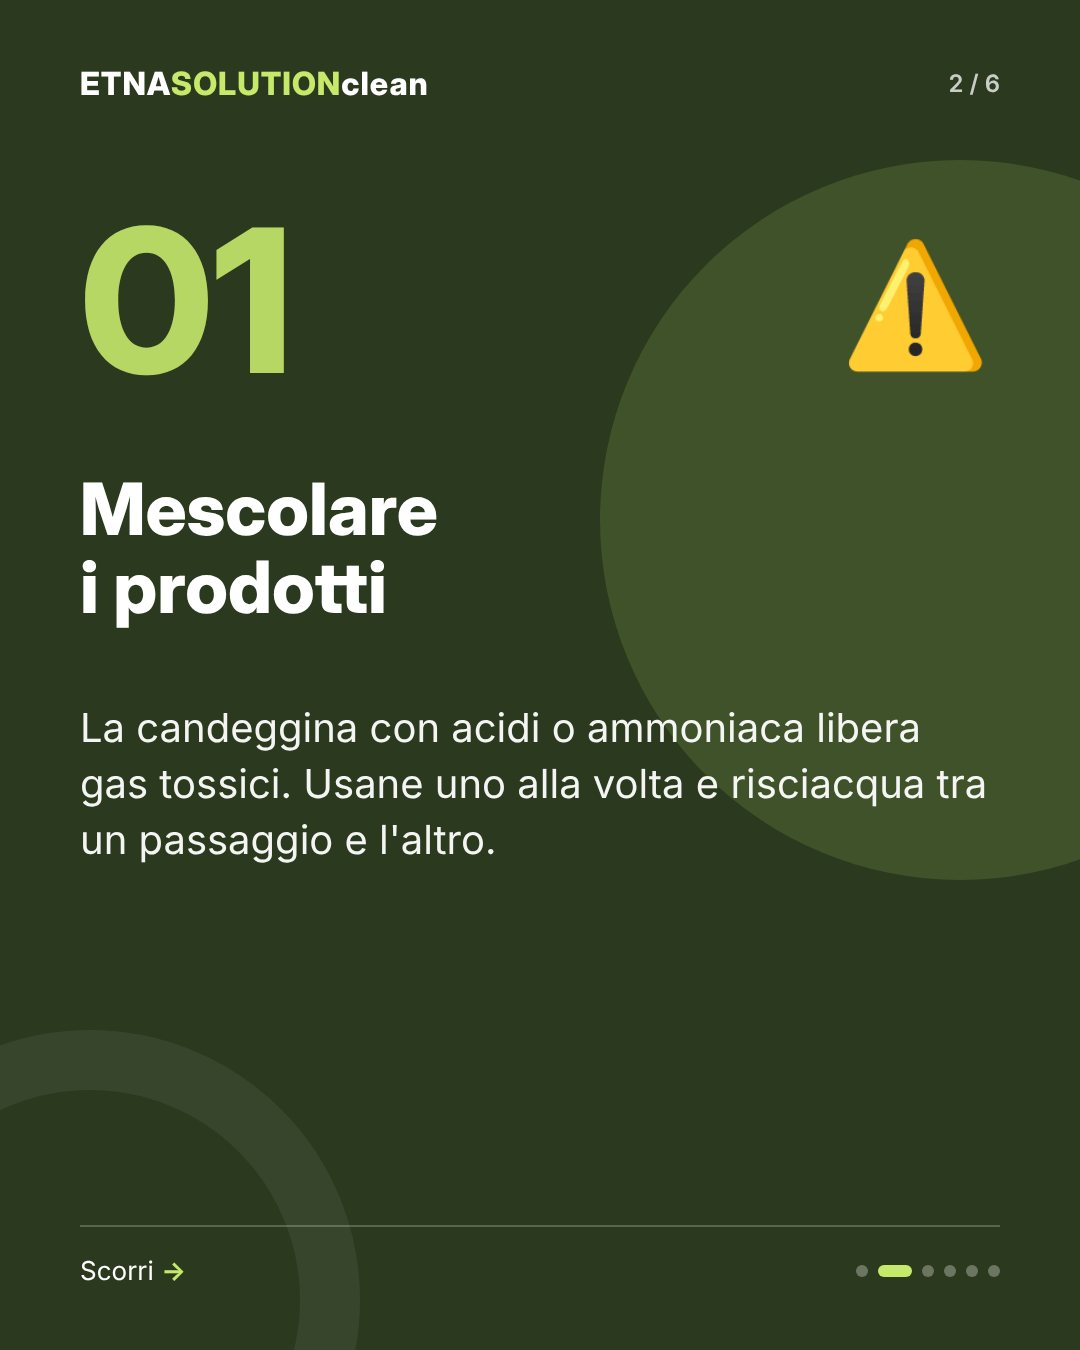 ETNASOLUTIONclean
2 / 6
01
Mescolare
i prodotti
La candeggina con acidi o ammoniaca libera
gas tossici. Usane uno alla volta e risciacqua tra
un passaggio e l'altro.
Scorri →